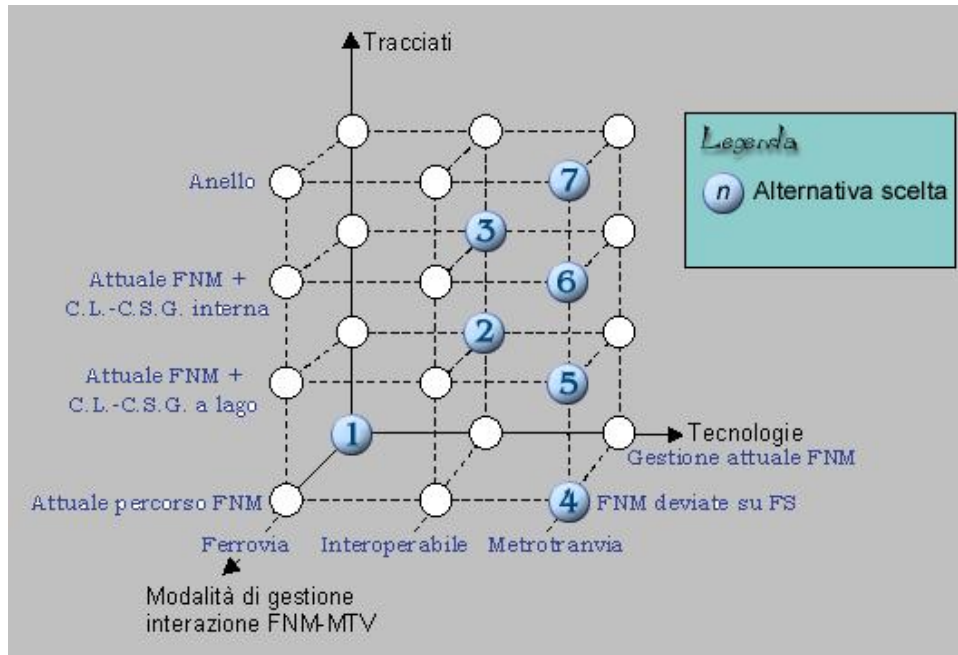 Tracciati
Legenda
n Alternativa scelta
Anello
7
3
Attuale FNM +
C.L.-C.S.G. interna
6
2
Attuale FNM +
C.L.-C.S.G. a lago
5
1
Tecnologie
Gestione attuale FNM
Attuale percorso FNM
4
FNM deviate su FS
Ferrovia
Interoperabile
Metrotranvia
Modalità di gestione
interazione FNM-MTV